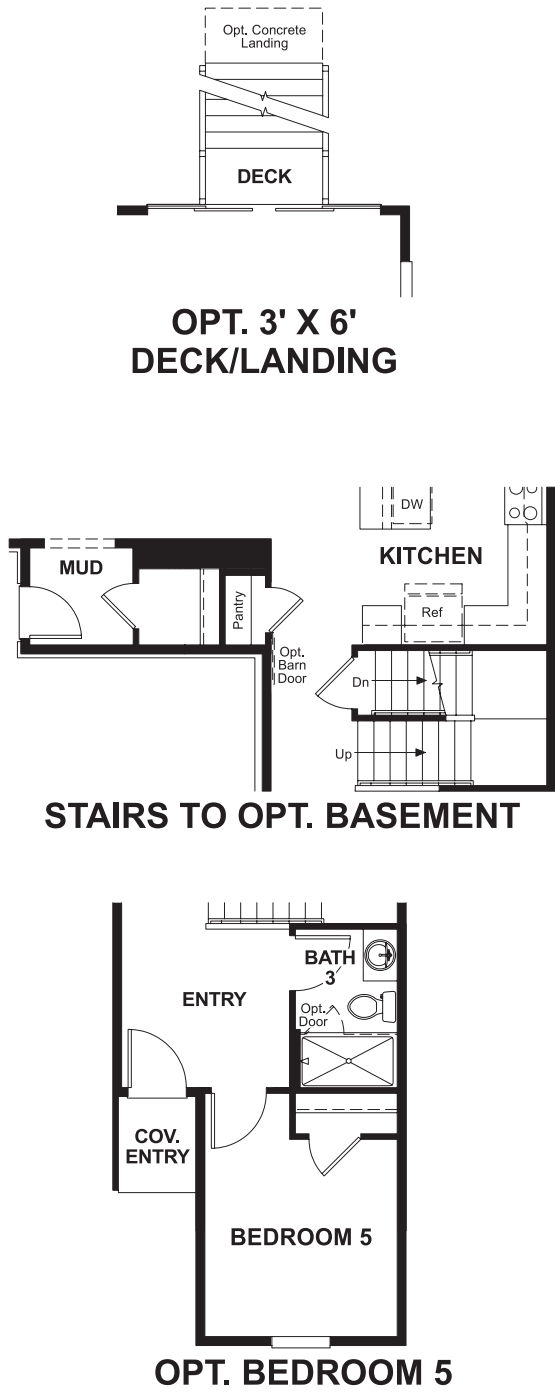 Opt. Concrete
Landing
DECK
OPT. 3' X 6'
DECK/LANDING
DW
MUD
KITCHEN
Pantry
Ref
Opt.
Barn
Door
Dn
Up
STAIRS TO OPT. BASEMENT
BATH
3
ENTRY
Opt.
Door
COV.
ENTRY
BEDROOM 5
OPT. BEDROOM 5